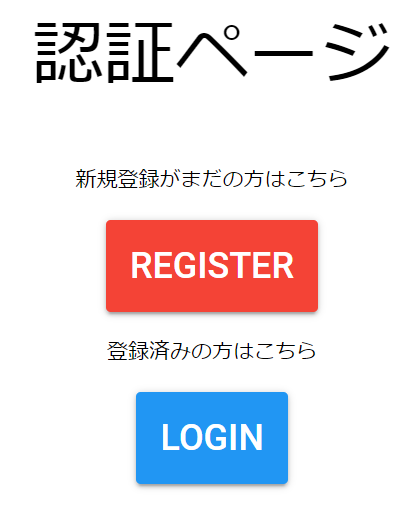 認証ページ
新規登録がまだの方はこちら
REGISTER
登録済みの方はこちら
LOGIN